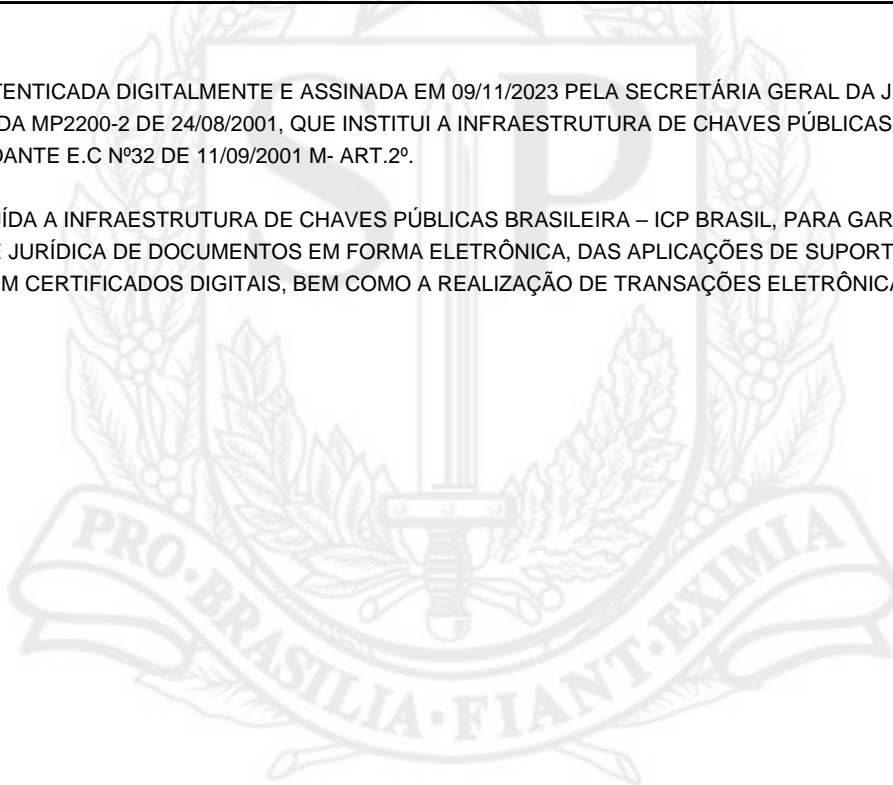 TENTICADA DIGITALMENTE E ASSINADA EM 09/11/2023 PELA SECRETÁRIA GERAL DA J
DA MP2200-2 DE 24/08/2001, QUE INSTITUI A INFRAESTRUTURA DE CHAVES PÚBLICAS
DANTE E.C Nº32 DE 11/09/2001 M- ART.2º.
UÍDA A INFRAESTRUTURA DE CHAVES PÚBLICAS BRASILEIRA – ICP BRASIL, PARA GAR
E JURÍDICA DE DOCUMENTOS EM FORMA ELETRÔNICA, DAS APLICAÇÕES DE SUPORT
M CERTIFICADOS DIGITAIS, BEM COMO A REALIZAÇÃO DE TRANSAÇÕES ELETRÔNICA
SP
PRO·BRASILIA·FIANT·EXIMIA